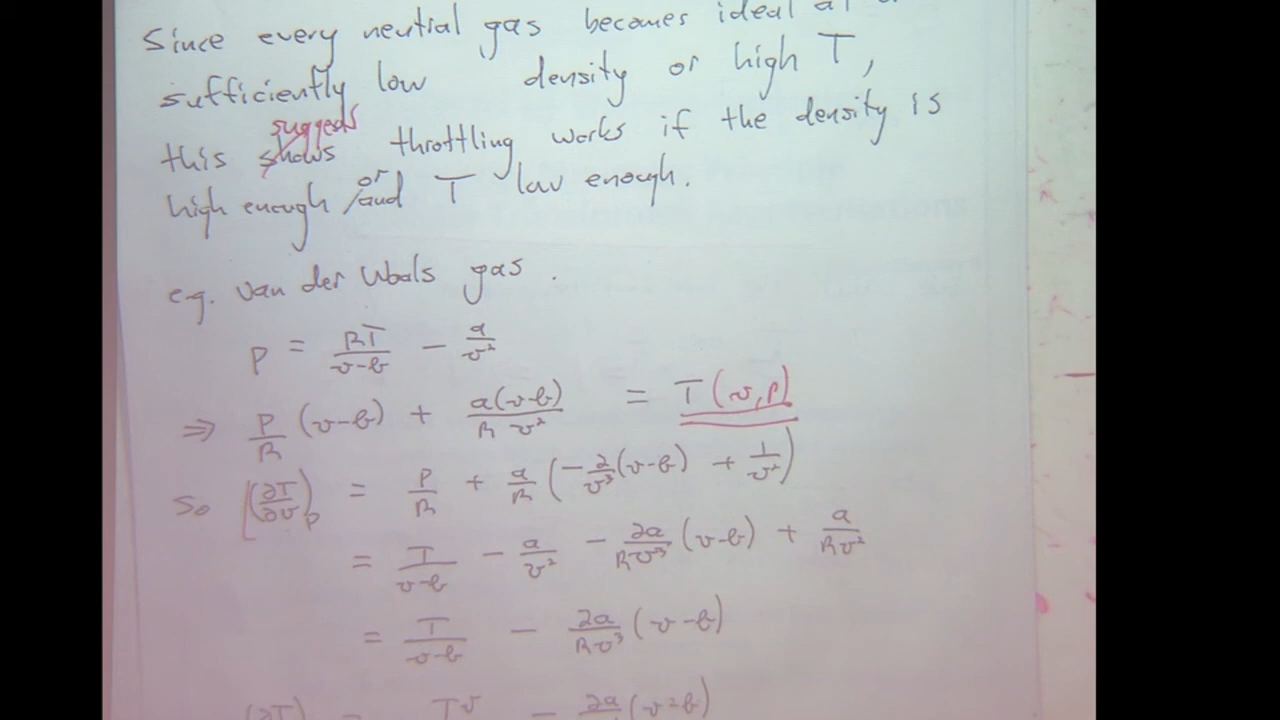 Since every neutral gas becomes ideal at
sufficiently low density or high T,
suggests
this shows throttling works if the density is
high enough and/or T low enough.
e.g. van der Waals gas.
P = RT/(v-b) - a/v²
⇒ P/R (v-b) + a(v-b)/(R v²) = T(v,P)
So (∂T/∂v)_P = P/R + a/R (-2/v³ (v-b) + 1/v²)
= T/(v-b) - a/v² - 2a/(Rv³) (v-b) + a/(Rv²)
= T/(v-b) - 2a/(Rv³) (v-b)